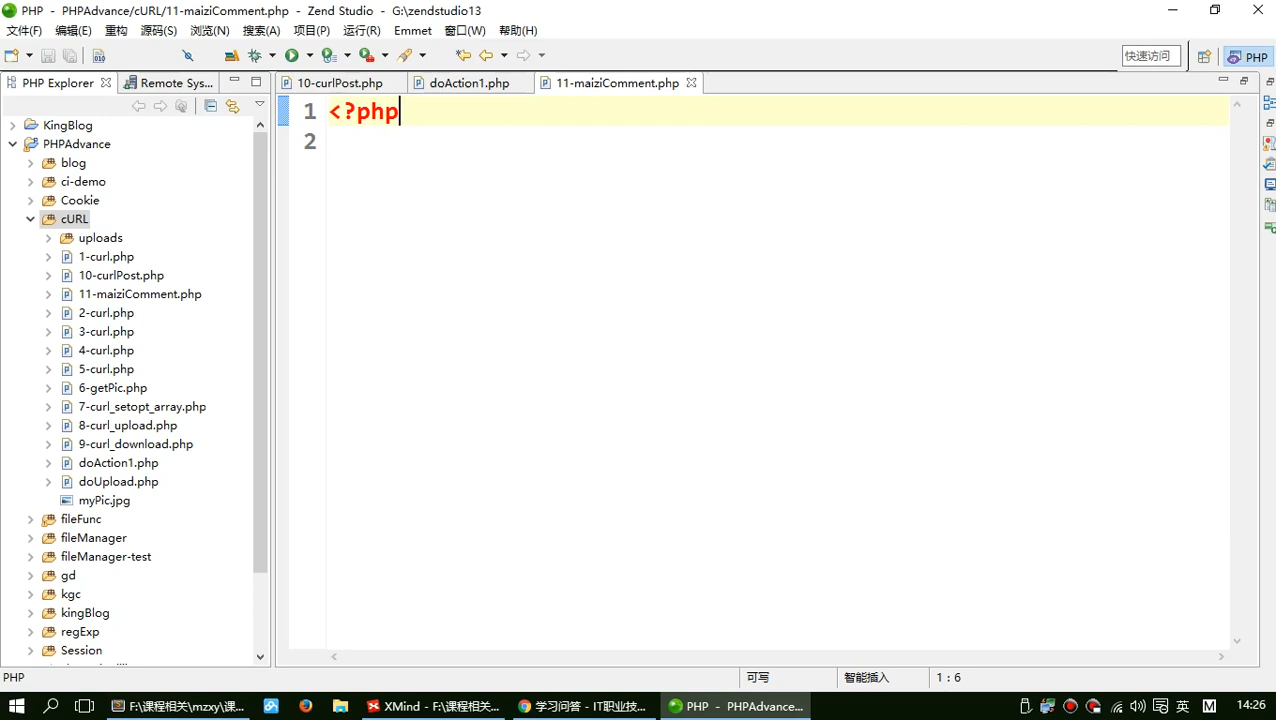 PHP - PHPAdvance/cURL/11-maiziComment.php - Zend Studio - G:\zendstudio13
文件(F) 编辑(E) 重构 源码(S) 浏览(N) 搜索(A) 项目(P) 运行(R) Emmet 窗口(W) 帮助(H)
快速访问 PHP
PHP Explorer Remote Sys... 10-curlPost.php doAction1.php 11-maiziComment.php
KingBlog
PHPAdvance
blog
ci-demo
Cookie
cURL
uploads
1-curl.php
10-curlPost.php
11-maiziComment.php
2-curl.php
3-curl.php
4-curl.php
5-curl.php
6-getPic.php
7-curl_setopt_array.php
8-curl_upload.php
9-curl_download.php
doAction1.php
doUpload.php
myPic.jpg
fileFunc
fileManager
fileManager-test
gd
kgc
kingBlog
regExp
Session
1 <?php
2
PHP 可写 智能插入 1 : 6
F:\课程相关\mzxy\课... XMind - F:\课程相关... 学习问答 - IT职业技... PHP - PHPAdvance... 英 M 14:26